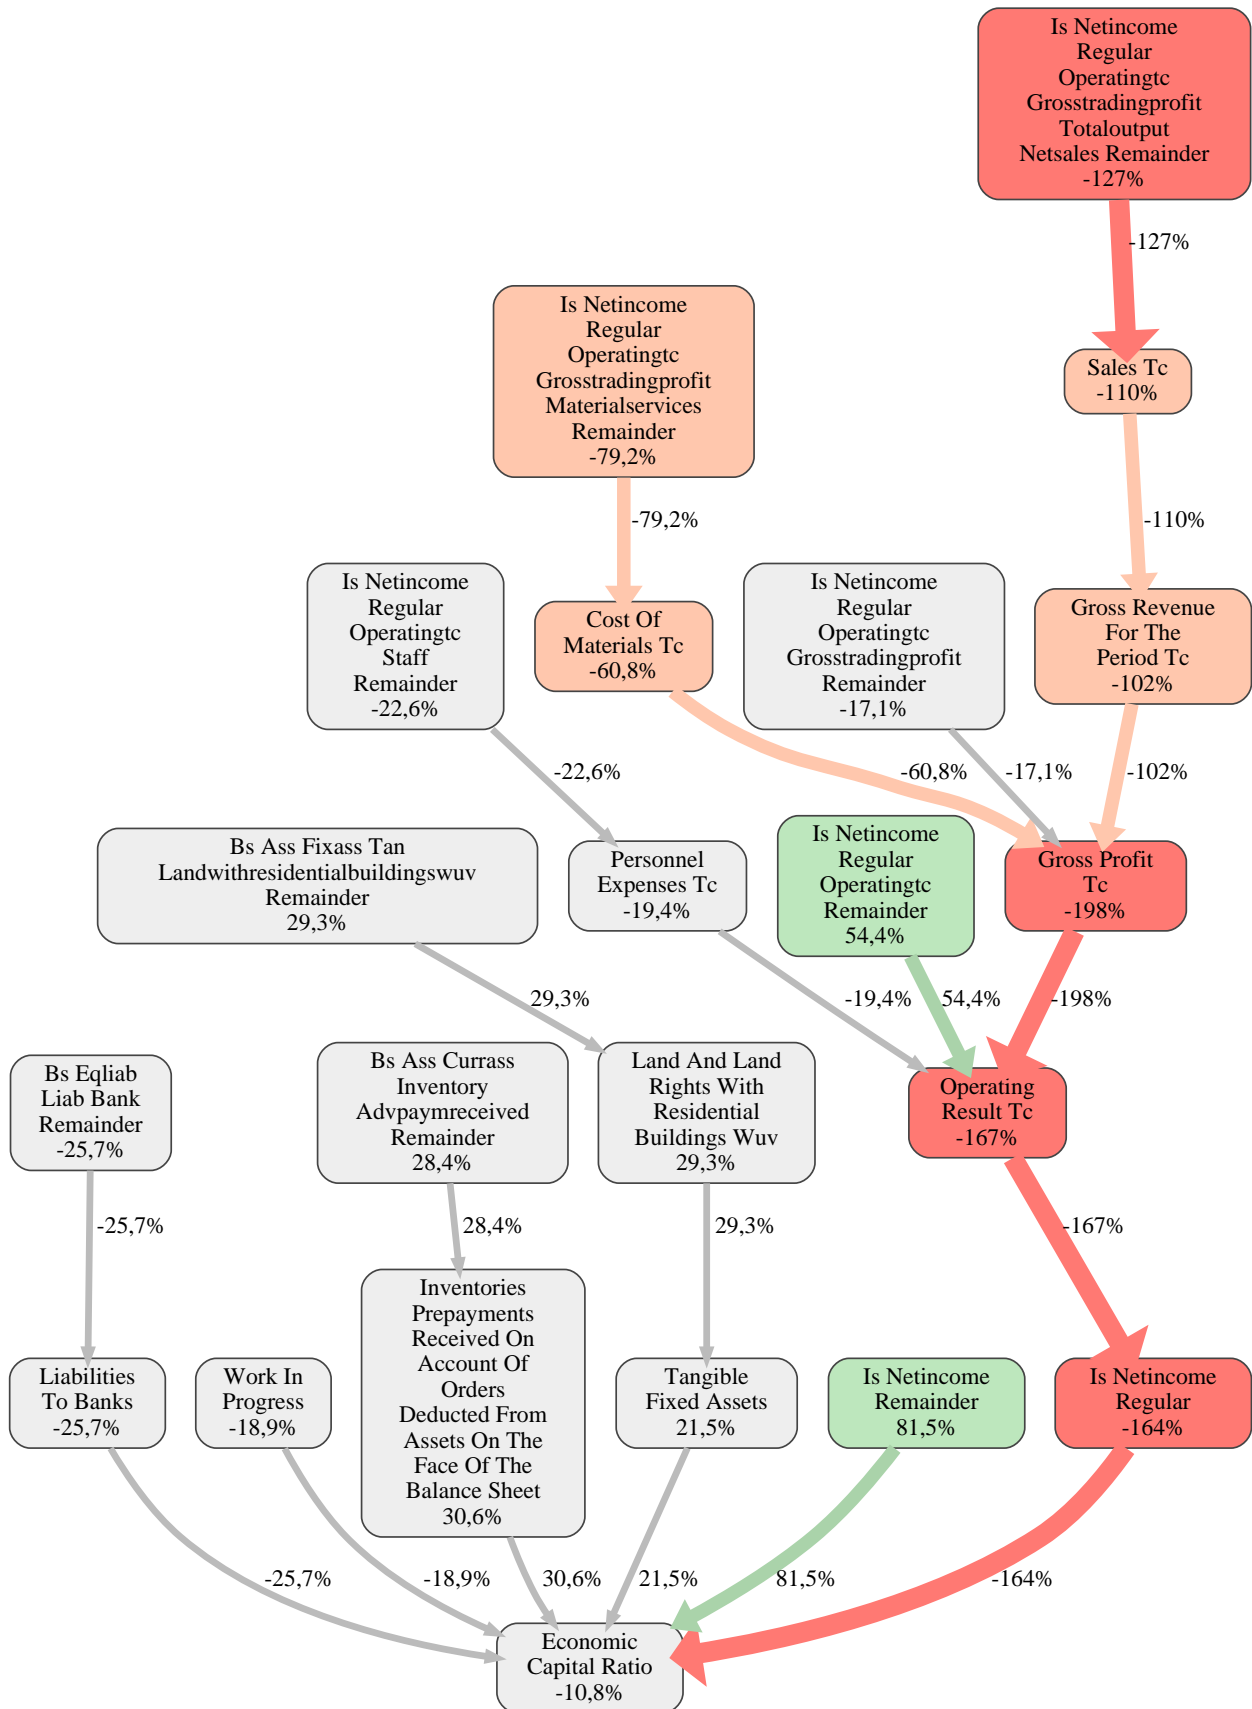 Is Netincome
Regular
Operatingtc
Grosstradingprofit
Totaloutput
Netsales Remainder
-127%
-127%
Is Netincome
Regular
Operatingtc
Grosstradingprofit
Materialservices
Remainder
-79,2%
Sales Tc
-110%
-79,2%
-110%
Is Netincome
Regular
Operatingtc
Staff
Remainder
-22,6%
Cost Of
Materials Tc
-60,8%
Is Netincome
Regular
Operatingtc
Grosstradingprofit
Remainder
-17,1%
Gross Revenue
For The
Period Tc
-102%
-22,6%
-60,8%
-17,1%
-102%
Bs Ass Fixass Tan
Landwithresidentialbuildingswuv
Remainder
29,3%
Personnel
Expenses Tc
-19,4%
Is Netincome
Regular
Operatingtc
Remainder
54,4%
Gross Profit
Tc
-198%
29,3%
-19,4%
54,4%
-198%
Bs Eqliab
Liab Bank
Remainder
-25,7%
Bs Ass Currass
Inventory
Advpaymreceived
Remainder
28,4%
Land And Land
Rights With
Residential
Buildings Wuv
29,3%
Operating
Result Tc
-167%
-25,7%
28,4%
29,3%
-167%
Liabilities
To Banks
-25,7%
Work In
Progress
-18,9%
Inventories
Prepayments
Received On
Account Of
Orders
Deducted From
Assets On The
Face Of The
Balance Sheet
30,6%
Tangible
Fixed Assets
21,5%
Is Netincome
Remainder
81,5%
Is Netincome
Regular
-164%
-25,7%
-18,9%
30,6%
21,5%
81,5%
-164%
Economic
Capital Ratio
-10,8%